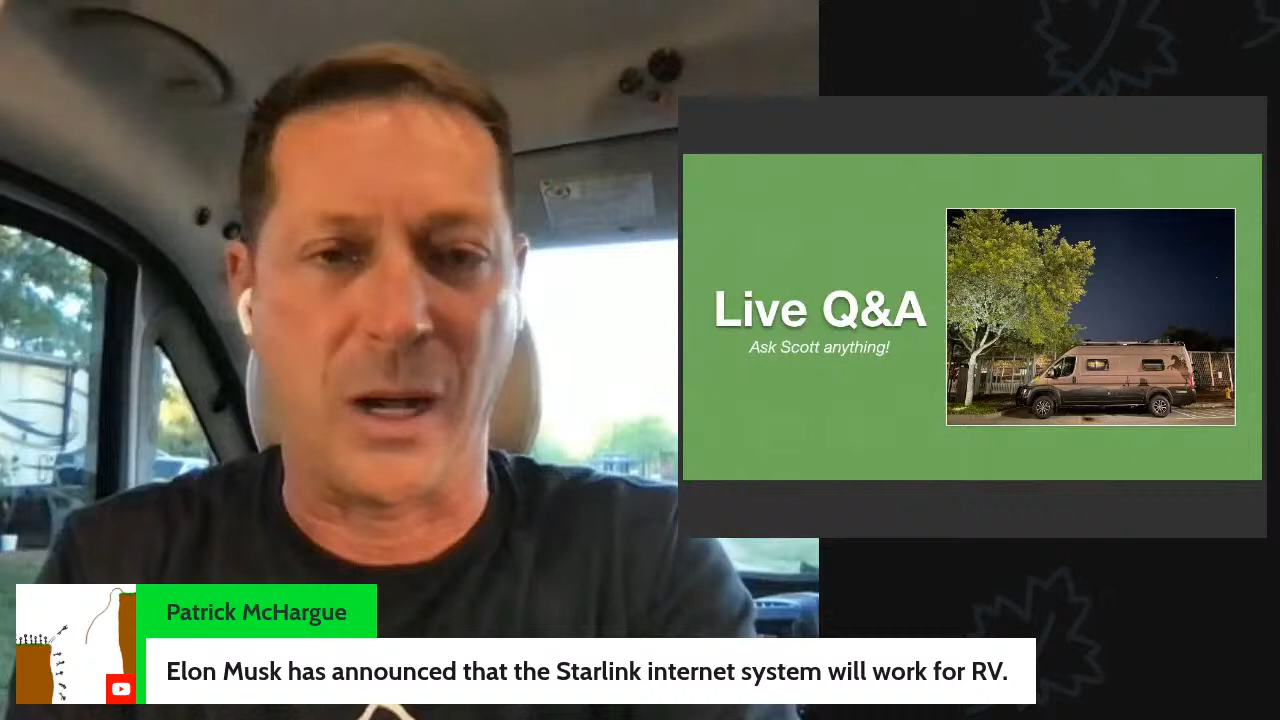 Live Q&A
Ask Scott anything!
Patrick McHargue
Elon Musk has announced that the Starlink internet system will work for RV.